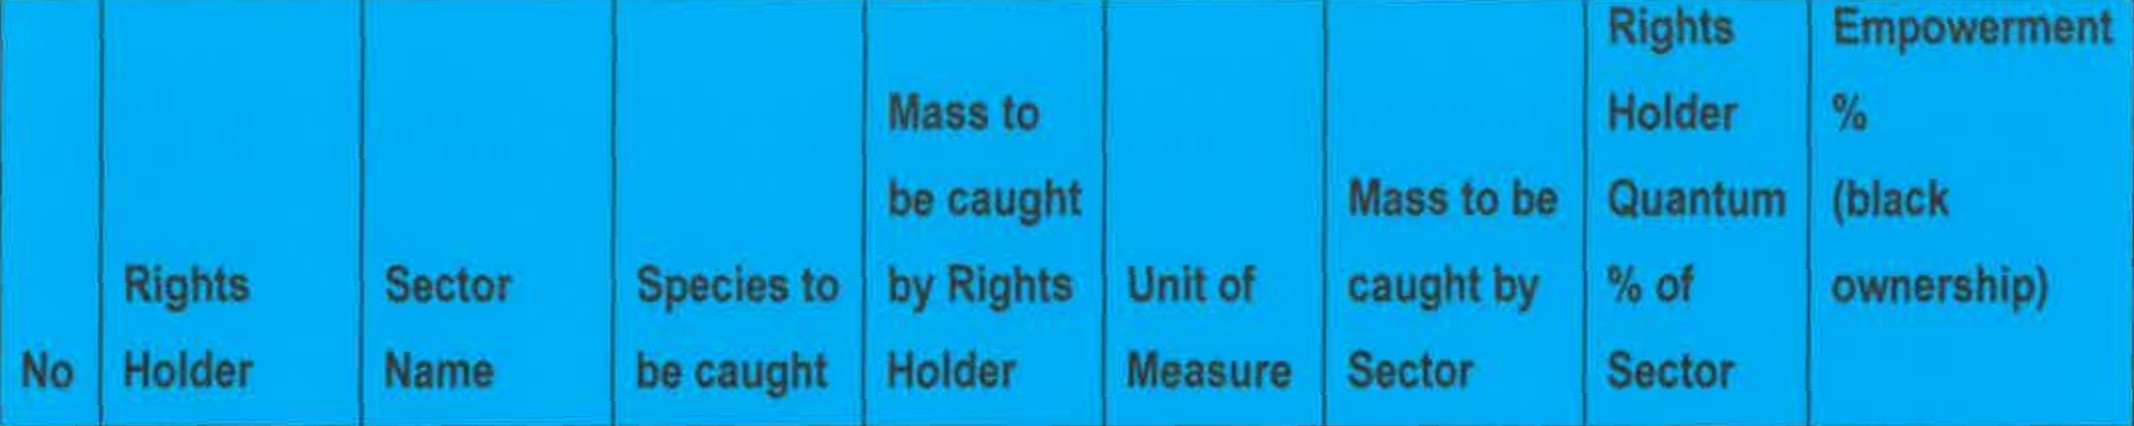 No
Rights
Holder
Sector
Name
Species to
be caught
Mass to
be caught
by Rights
Holder
Unit of
Measure
Mass to be
caught by
Sector
Rights
Holder
Quantum
% of
Sector
Empowerment
%
(black
ownership)